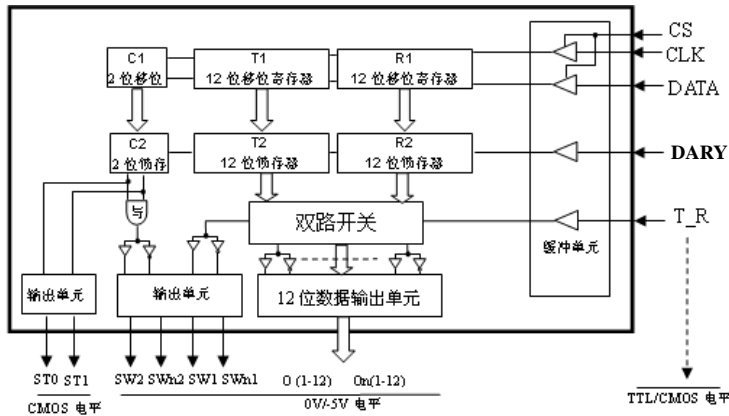 CS
CLK
DATA
DARY
T_R
C1
2 位移位
T1
12 位移位寄存器
R1
12 位移位寄存器
C2
2 位锁存
T2
12 位锁存器
R2
12 位锁存器
与
双路开关
缓冲单元
输出单元
输出单元
12 位数据输出单元
ST0 ST1 SW2 SWn2 SW1 SWn1 O (1-12) On(1-12)
CMOS 电平
0V/-5V 电平
TTL/CMOS 电平